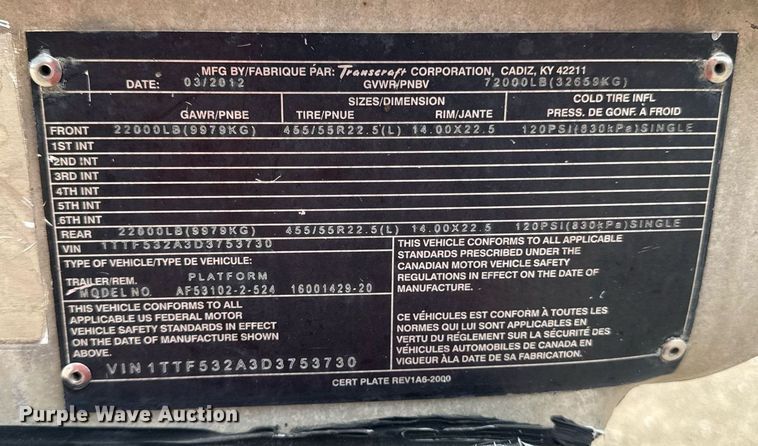 MFG BY/FABRIQUE PAR: Transcraft CORPORATION, CADIZ, KY 42211
DATE: 03/2012 GVWR/PNBV 72000LB(32659KG)
GAWR/PNBE SIZES/DIMENSION TIRE/PNUE RIM/JANTE COLD TIRE INFL PRESS. DE GONF. À FROID
FRONT 22000LB(9979KG) 455/55R22.5(L) 14.00X22.5 120PSI(830kPa)SINGLE
1ST INT
2ND INT
3RD INT
4TH INT
5TH INT
6TH INT
REAR 22000LB(9979KG) 455/55R22.5(L) 14.00X22.5 120PSI(830kPa)SINGLE
VIN 1TTF532A3D3753730
TYPE OF VEHICLE/TYPE DE VEHICULE:
TRAILER/REM. PLATFORM
MODEL NO. AF53102-2-524 16001429-20
THIS VEHICLE CONFORMS TO ALL
APPLICABLE US FEDERAL MOTOR
VEHICLE SAFETY STANDARDS IN EFFECT
ON THE DATE OF MANUFACTURE SHOWN
ABOVE.
VIN 1TTF532A3D3753730
THIS VEHICLE CONFORMS TO ALL APPLICABLE
STANDARDS PRESCRIBED UNDER THE
CANADIAN MOTOR VEHICLE SAFETY
REGULATIONS IN EFFECT ON THE DATE OF
MANUFACTURE.
CE VÉHICULES EST CONFORM À TOUTES LES
NORMES QUI LUI SONT APPLICABLES EN
VERTU DU RÉGLEMENT SUR LA SÉCURITÉ DES
VÉHICULES AUTOMOBILES DE CANADA EN
VIGUEUR ÀLA DATE DE SA FABRICATION.
CERT PLATE REV1A6-2000
Purple Wave Auction